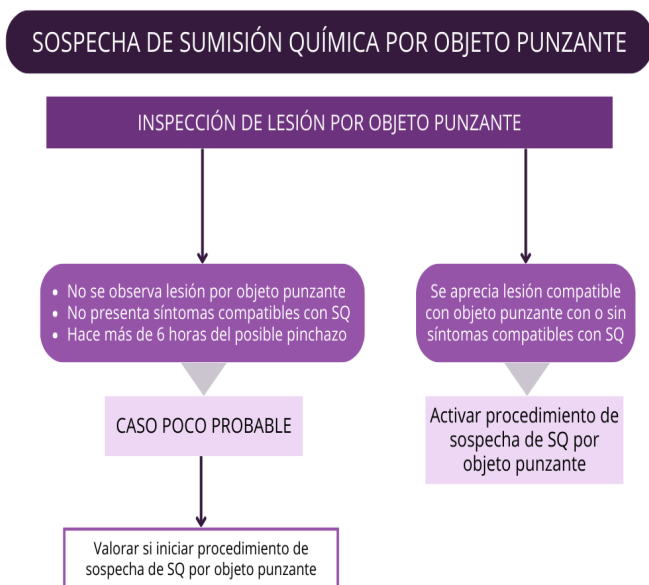 SOSPECHA DE SUMISIÓN QUÍMICA POR OBJETO PUNZANTE
INSPECCIÓN DE LESIÓN POR OBJETO PUNZANTE
• No se observa lesión por objeto punzante
• No presenta síntomas compatibles con SQ
• Hace más de 6 horas del posible pinchazo
Se aprecia lesión compatible
con objeto punzante con o sin
síntomas compatibles con SQ
CASO POCO PROBABLE
Activar procedimiento de
sospecha de SQ por
objeto punzante
Valorar si iniciar procedimiento de
sospecha de SQ por objeto punzante